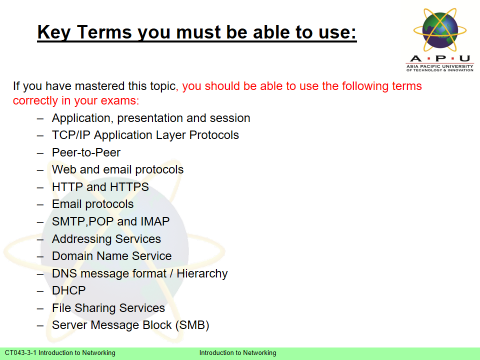 Key Terms you must be able to use:
A • P • U
ASIA PACIFIC UNIVERSITY
OF TECHNOLOGY & INNOVATION
If you have mastered this topic, you should be able to use the following terms
correctly in your exams:
– Application, presentation and session
– TCP/IP Application Layer Protocols
– Peer-to-Peer
– Web and email protocols
– HTTP and HTTPS
– Email protocols
– SMTP,POP and IMAP
– Addressing Services
– Domain Name Service
– DNS message format / Hierarchy
– DHCP
– File Sharing Services
– Server Message Block (SMB)
CT043-3-1 Introduction to Networking
Introduction to Networking